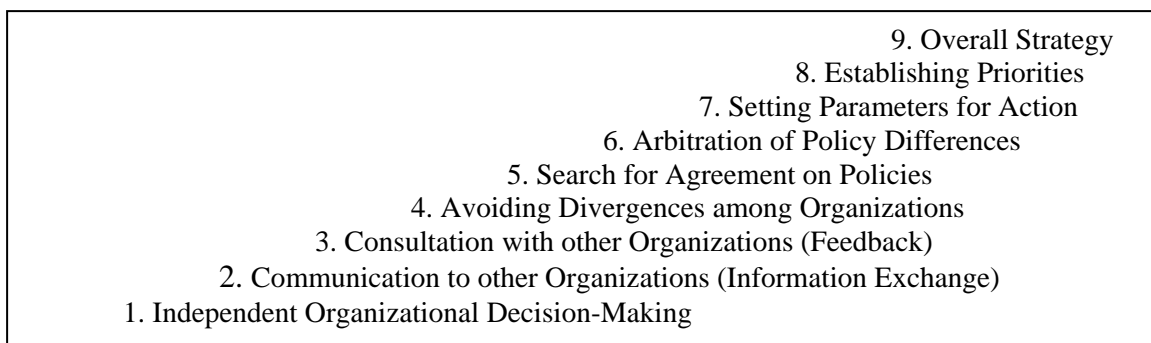 9. Overall Strategy
8. Establishing Priorities
7. Setting Parameters for Action
6. Arbitration of Policy Differences
5. Search for Agreement on Policies
4. Avoiding Divergences among Organizations
3. Consultation with other Organizations (Feedback)
2. Communication to other Organizations (Information Exchange)
1. Independent Organizational Decision-Making